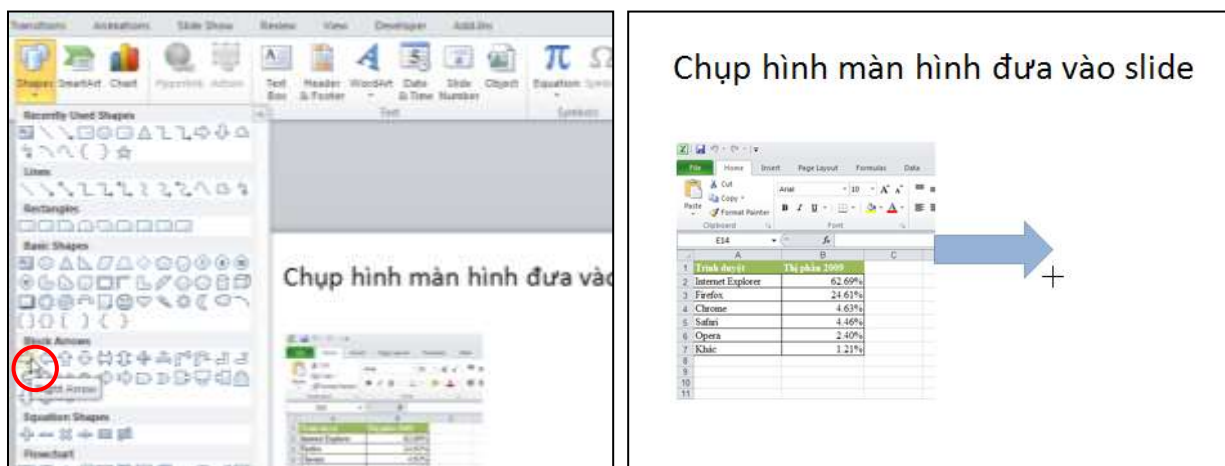 Transitions Animations Slide Show Review View Developer Add-Ins
Shapes SmartArt Chart Hyperlink Action Text Box Header & Footer WordArt Date & Time Slide Number Object Equation Symbol
Text Symbols
Recently Used Shapes
Lines
Rectangles
Basic Shapes
Block Arrows
Right Arrow
Equation Shapes
Flowchart
Chụp hình màn hình đưa vào
Chụp hình màn hình đưa vào slide
File Home Insert Page Layout Formulas Data
Paste Cut Copy Format Painter
Arial 10 A A
B I U A
Clipboard Font
E14 fx
A B C
1 Trình duyệt Thị phần 2009
2 Internet Explorer 62.69%
3 Firefox 24.61%
4 Chrome 4.63%
5 Safari 4.46%
6 Opera 2.40%
7 Khác 1.21%
8
9
10
11